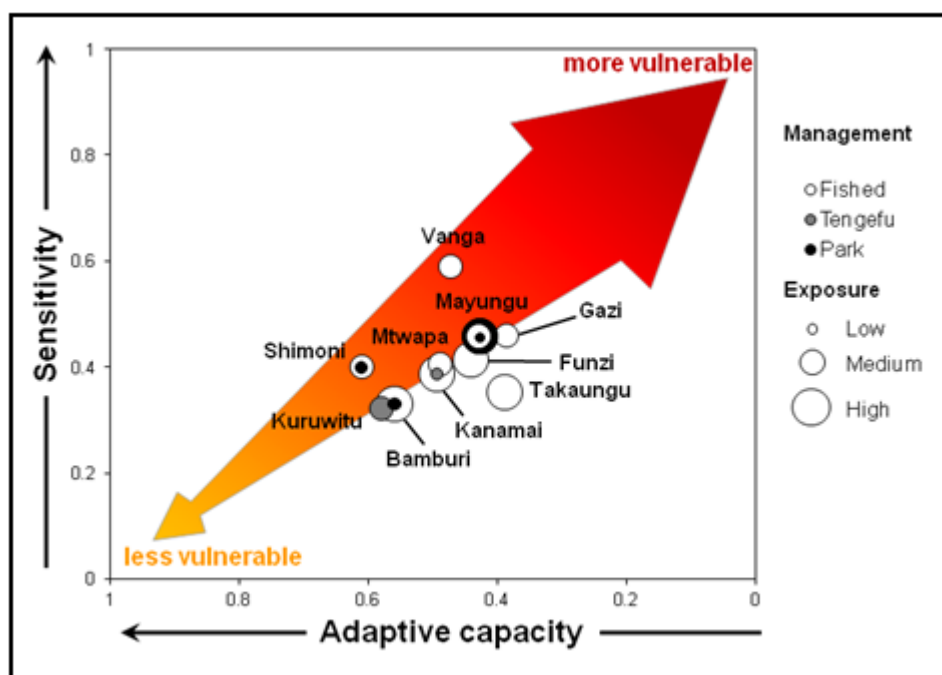 more vulnerable
Sensitivity
1
0.8
0.6
0.4
0.2
0
Vanga
Mayungu
Mtwapa
Gazi
Shimoni
Funzi
Takaungu
Kuruwitu
Kanamai
Bamburi
less vulnerable
1
0.8
0.6
0.4
0.2
0
Adaptive capacity
Management
Fished
Tengefu
Park
Exposure
Low
Medium
High